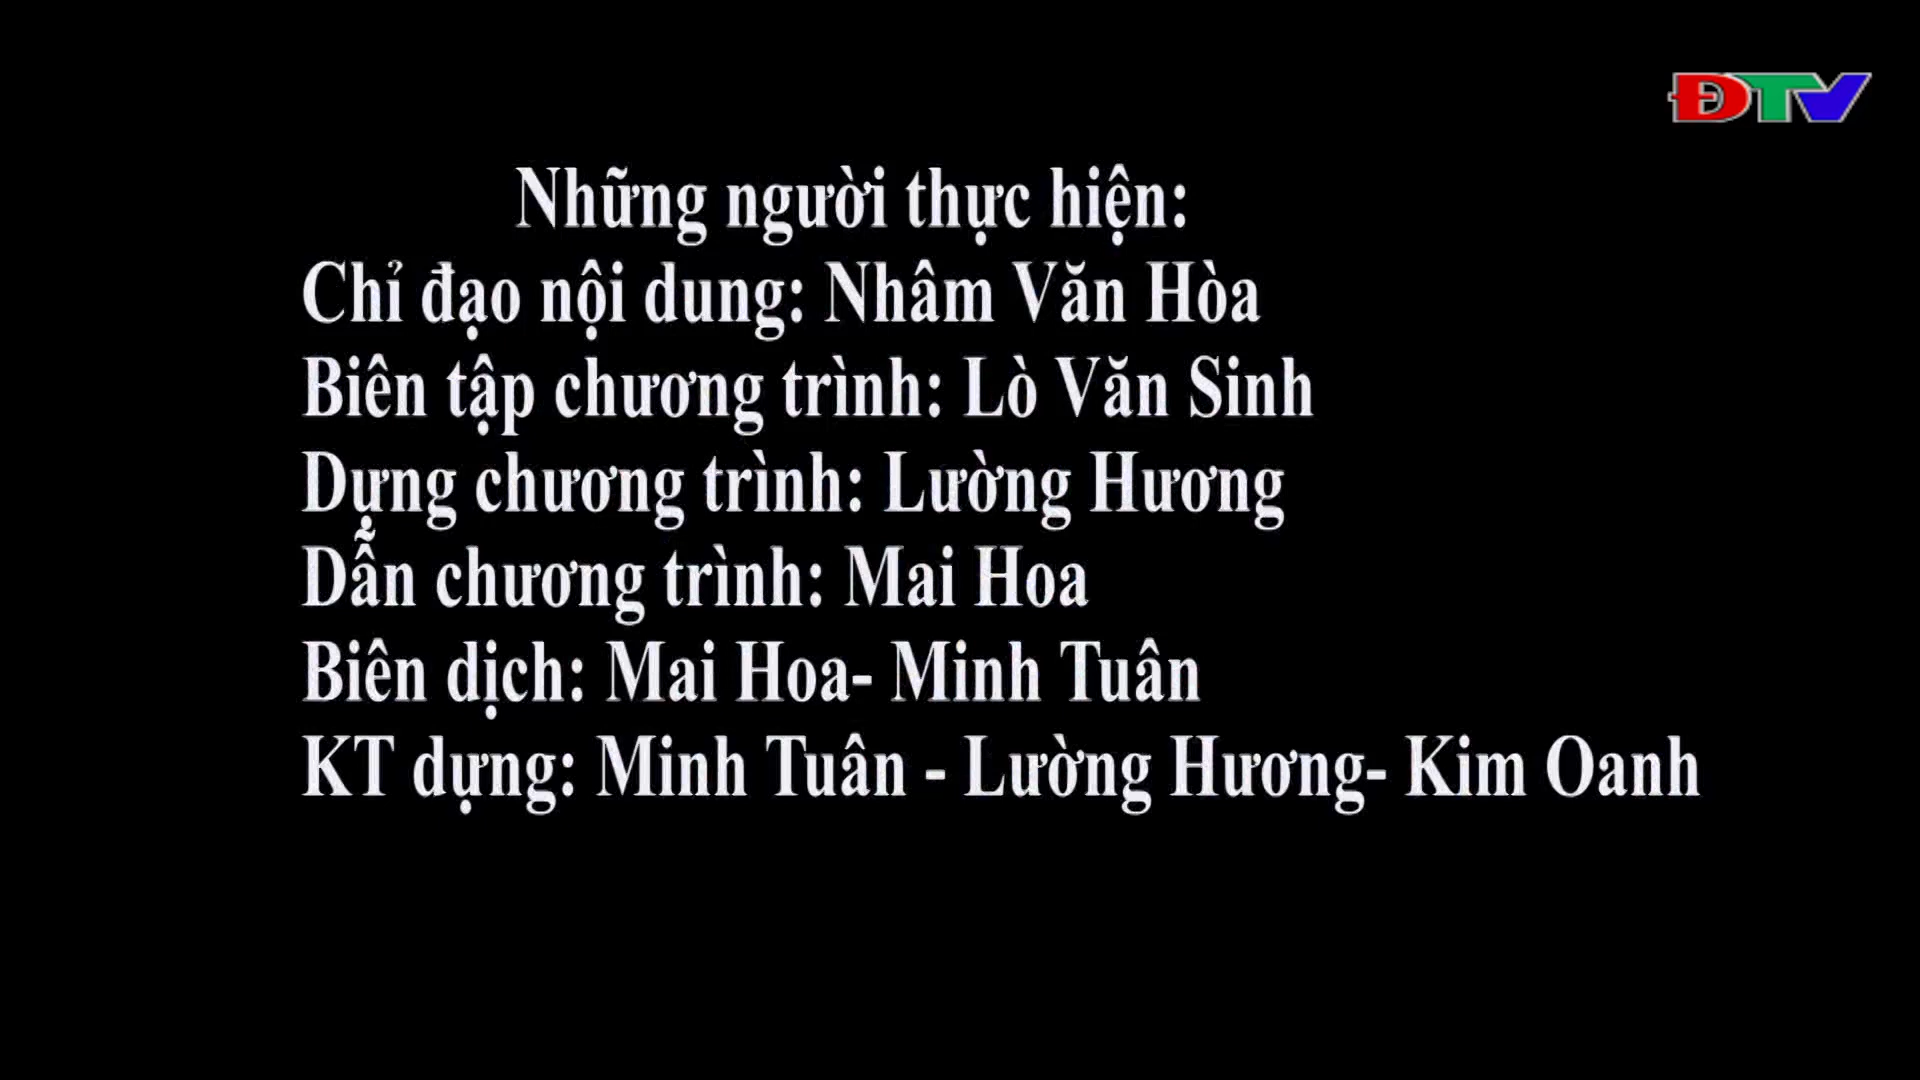 ĐTV
Những người thực hiện:
Chỉ đạo nội dung: Nhâm Văn Hòa
Biên tập chương trình: Lò Văn Sinh
Dựng chương trình: Lường Hương
Dẫn chương trình: Mai Hoa
Biên dịch: Mai Hoa- Minh Tuân
KT dựng: Minh Tuân - Lường Hương- Kim Oanh